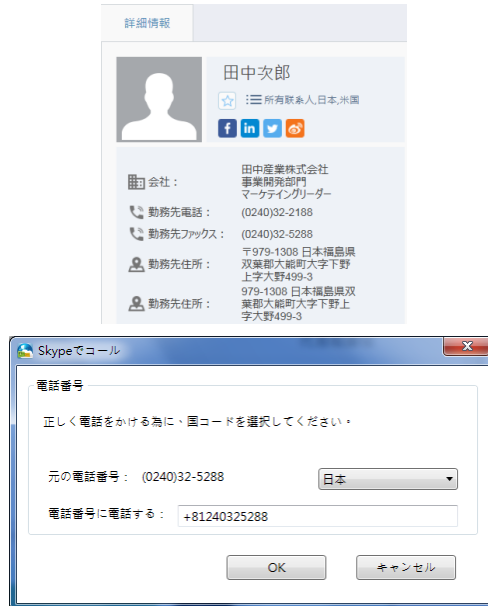 詳細情報
田中次郎
所有联系人,日本,米国
会社：
田中産業株式会社
事業開発部門
マーケテイングリーダー
勤務先電話：
(0240)32-2188
勤務先ファックス：
(0240)32-5288
勤務先住所：
〒979-1308 日本福島県
双葉郡大熊町大字下野
上字大野499-3
勤務先住所：
979-1308 日本福島県双
葉郡大熊町大字下野上
字大野499-3
Skypeでコール
電話番号
正しく電話をかける為に、国コードを選択してください。
元の電話番号： (0240)32-5288
日本
電話番号に電話する：
+81240325288
OK
キャンセル